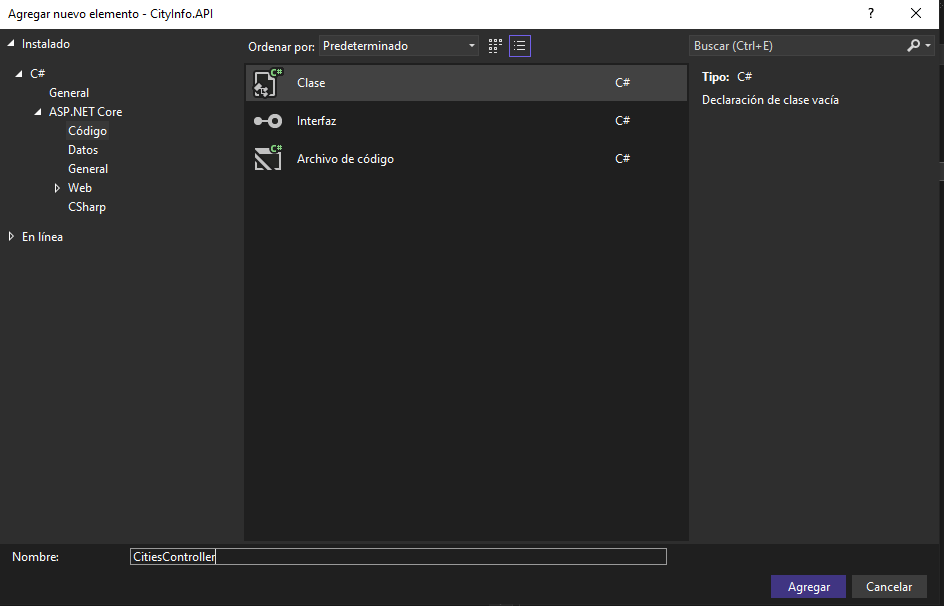 Agregar nuevo elemento - CityInfo.API
?
Instalado
C#
General
ASP.NET Core
Código
Datos
General
Web
CSharp
En línea
Ordenar por: Predeterminado
C# Clase C#
Interfaz C#
C# Archivo de código C#
Buscar (Ctrl+E)
Tipo: C#
Declaración de clase vacía
Nombre: CitiesController
Agregar Cancelar